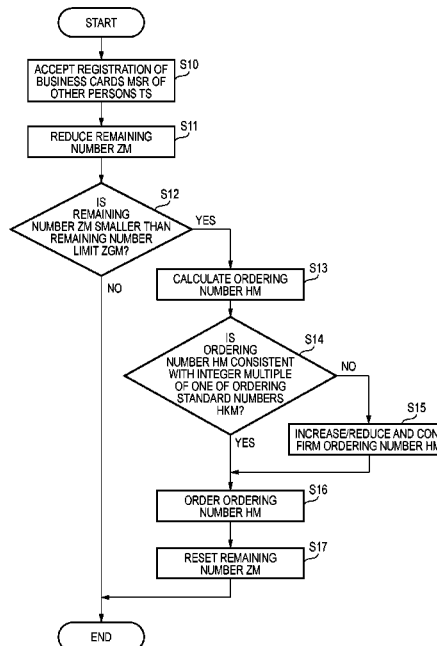 START
S10
ACCEPT REGISTRATION OF
BUSINESS CARDS MSR OF
OTHER PERSONS TS
S11
REDUCE REMAINING
NUMBER ZM
S12
IS
REMAINING
NUMBER ZM SMALLER THAN
REMAINING NUMBER
LIMIT ZGM?
YES
NO
S13
CALCULATE ORDERING
NUMBER HM
S14
IS
ORDERING
NUMBER HM CONSISTENT
WITH INTEGER MULTIPLE
OF ONE OF ORDERING
STANDARD NUMBERS
HKM?
NO
YES
S15
INCREASE/REDUCE AND CON
FIRM ORDERING NUMBER HM
S16
ORDER ORDERING
NUMBER HM
S17
RESET REMAINING
NUMBER ZM
END